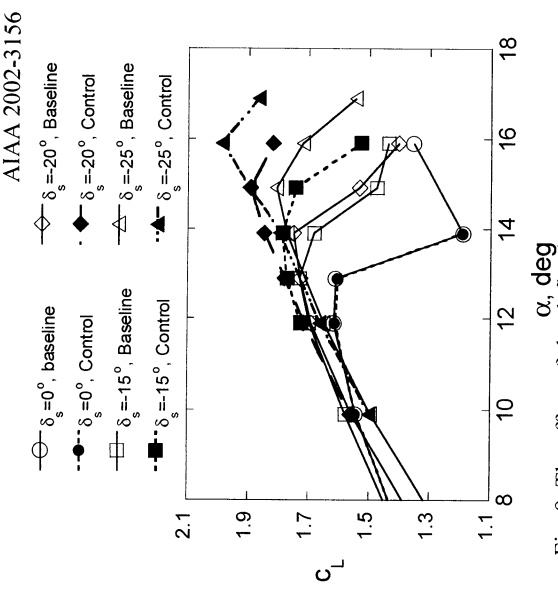 AIAA 2002-3156
δs=0°, baseline
δs=0°, Control
δs=-15°, Baseline
δs=-15°, Control
δs=-20°, Baseline
δs=-20°, Control
δs=-25°, Baseline
δs=-25°, Control
2.1
1.9
1.7
1.5
1.3
1.1
cL
8
10
12
14
16
18
α, deg